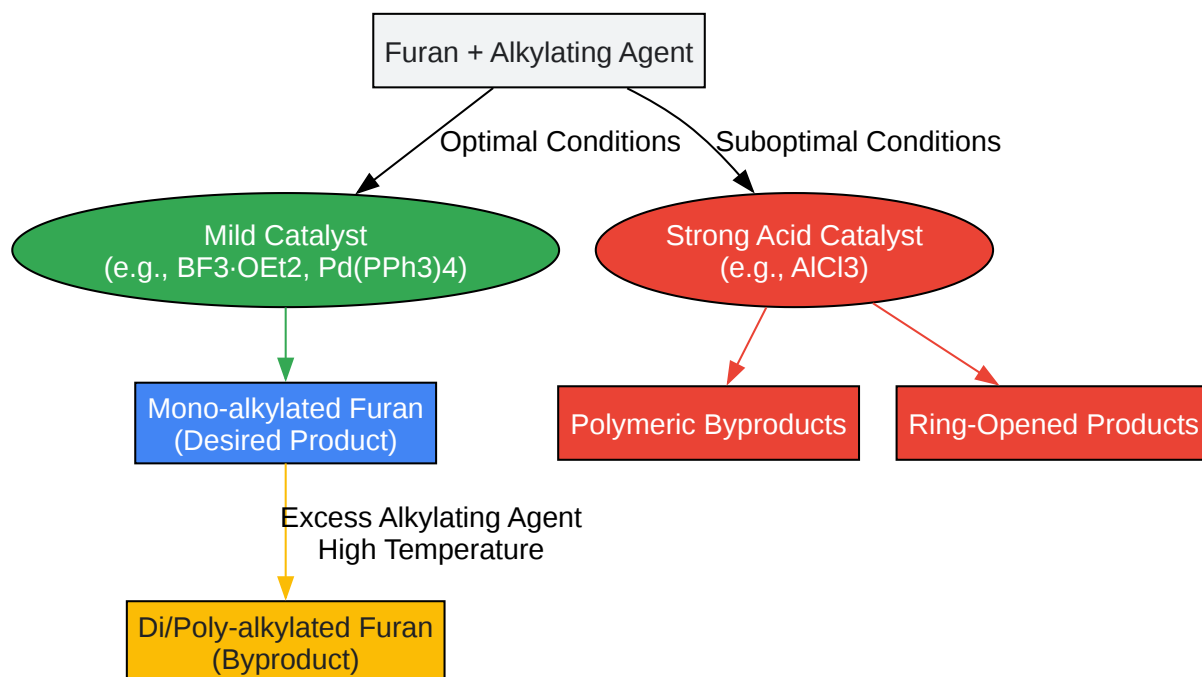 Furan + Alkylating Agent
Optimal Conditions
Suboptimal Conditions
Mild Catalyst
(e.g., BF3·OEt2, Pd(PPh3)4)
Strong Acid Catalyst
(e.g., AlCl3)
Mono-alkylated Furan
(Desired Product)
Polymeric Byproducts
Ring-Opened Products
Excess Alkylating Agent
High Temperature
Di/Poly-alkylated Furan
(Byproduct)